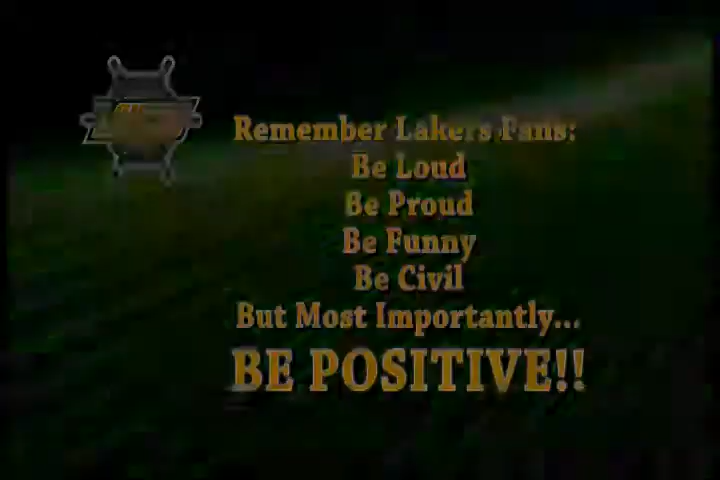 Remember Lakers Fans:
Be Loud
Be Proud
Be Funny
Be Civil
But Most Importantly...
BE POSITIVE!!